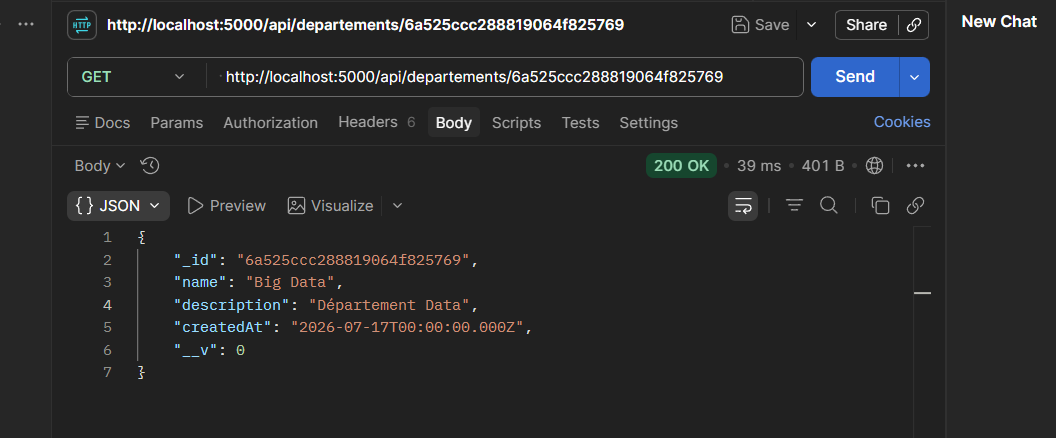 HTTP http://localhost:5000/api/departements/6a525ccc288819064f825769 Save Share New Chat
GET http://localhost:5000/api/departements/6a525ccc288819064f825769 Send
Docs Params Authorization Headers 6 Body Scripts Tests Settings Cookies
Body 200 OK • 39 ms • 401 B •
{} JSON Preview Visualize
1 {
2 "_id": "6a525ccc288819064f825769",
3 "name": "Big Data",
4 "description": "Département Data",
5 "createdAt": "2026-07-17T00:00:00.000Z",
6 "__v": 0
7 }